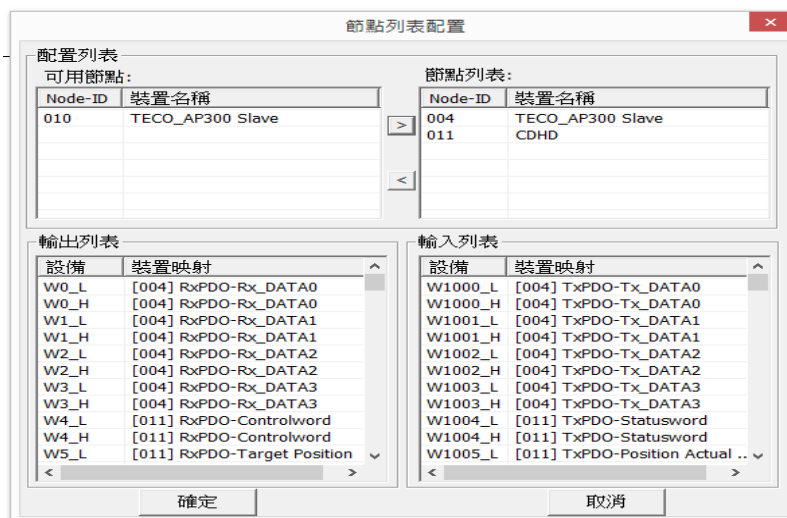 節點列表配置
×
配置列表
可用節點:
Node-ID 裝置名稱
010 TECO_AP300 Slave
>
<
節點列表:
Node-ID 裝置名稱
004 TECO_AP300 Slave
011 CDHD
輸出列表
設備 裝置映射
W0_L [004] RxPDO-Rx_DATA0
W0_H [004] RxPDO-Rx_DATA0
W1_L [004] RxPDO-Rx_DATA1
W1_H [004] RxPDO-Rx_DATA1
W2_L [004] RxPDO-Rx_DATA2
W2_H [004] RxPDO-Rx_DATA2
W3_L [004] RxPDO-Rx_DATA3
W3_H [004] RxPDO-Rx_DATA3
W4_L [011] RxPDO-Controlword
W4_H [011] RxPDO-Controlword
W5_L [011] RxPDO-Target Position
輸入列表
設備 裝置映射
W1000_L [004] TxPDO-Tx_DATA0
W1000_H [004] TxPDO-Tx_DATA0
W1001_L [004] TxPDO-Tx_DATA1
W1001_H [004] TxPDO-Tx_DATA1
W1002_L [004] TxPDO-Tx_DATA2
W1002_H [004] TxPDO-Tx_DATA2
W1003_L [004] TxPDO-Tx_DATA3
W1003_H [004] TxPDO-Tx_DATA3
W1004_L [011] TxPDO-Statusword
W1004_H [011] TxPDO-Statusword
W1005_L [011] TxPDO-Position Actual ..
確定
取消